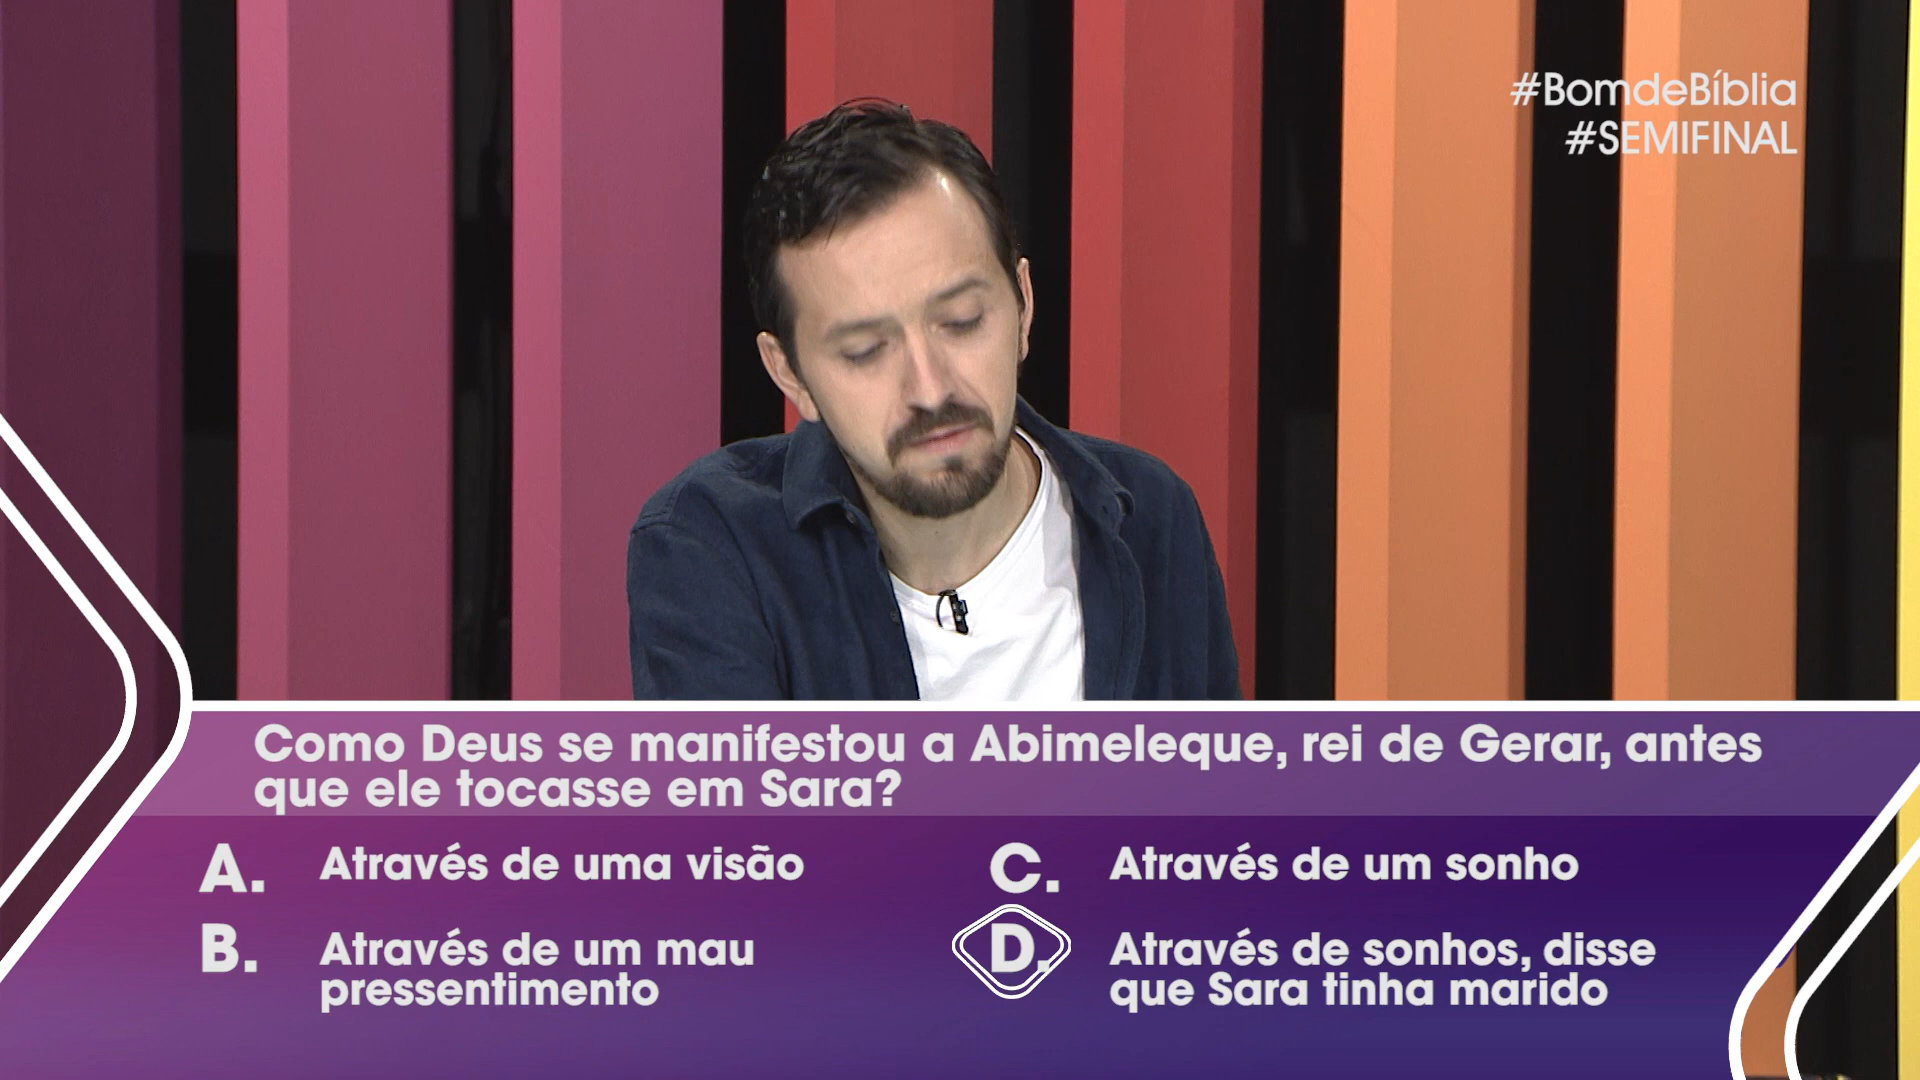 #BomdeBíblia
#SEMIFINAL
Como Deus se manifestou a Abimeleque, rei de Gerar, antes
que ele tocasse em Sara?
A. Através de uma visão
B. Através de um mau
pressentimento
C. Através de um sonho
D. Através de sonhos, disse
que Sara tinha marido